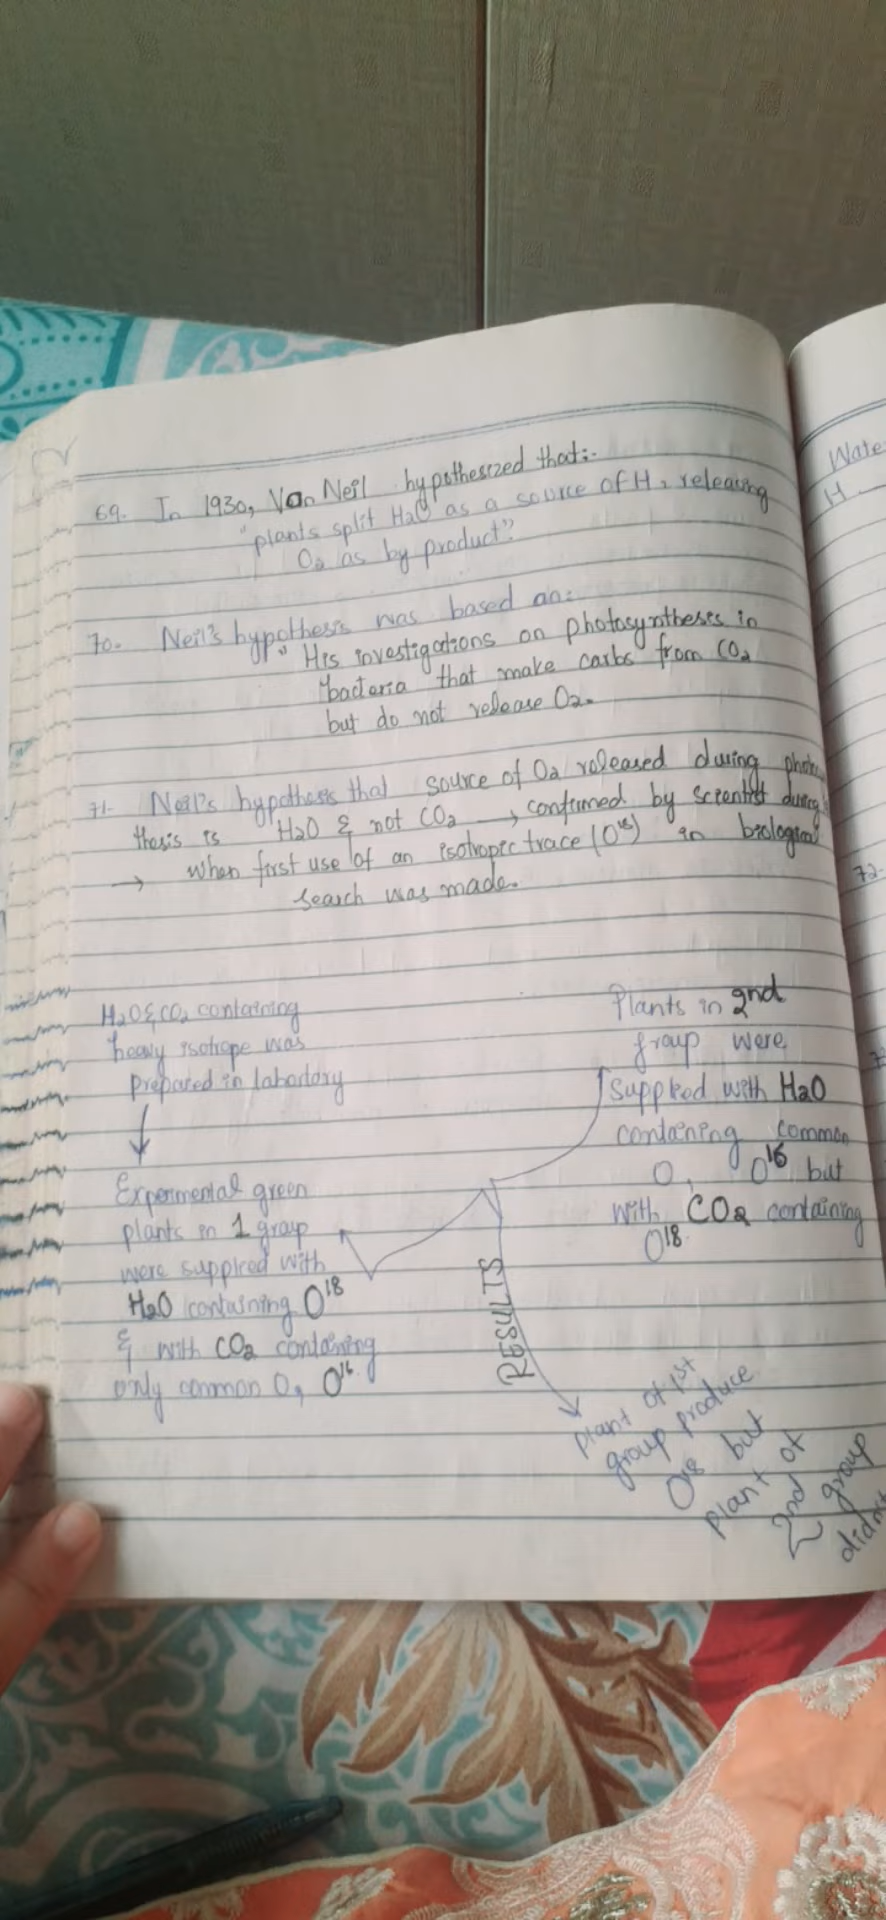 69. In 1930, Van Neil hypothesized that:-
"plants split H2O as a source of H, releasing
O2 as by product"
70. Neil's hypothesis was based on:
" His investigations on photosynthesis in
bacteria that make carbs from CO2
but do not release O2.
71- Neil's hypothesis that source of O2 released during photo
thesis is H2O & not CO2 → confirmed by scientist during
→ When first use of an isotropic trace (O18) in biological
search was made.
H2O & CO2 containing
heavy isotope was
prepared in laboratory
Experimental green
plants in 1 group
were supplied with
H2O containing O18
& with CO2 containing
only common O, O16
Plants in 2nd
group were
supplied with H2O
containing common
O, O16 but
with CO2 containing
O18
RESULTS
plant of 1st
group produce
O18 but
plant of
2nd group
didn't
Wate
H
72-
7